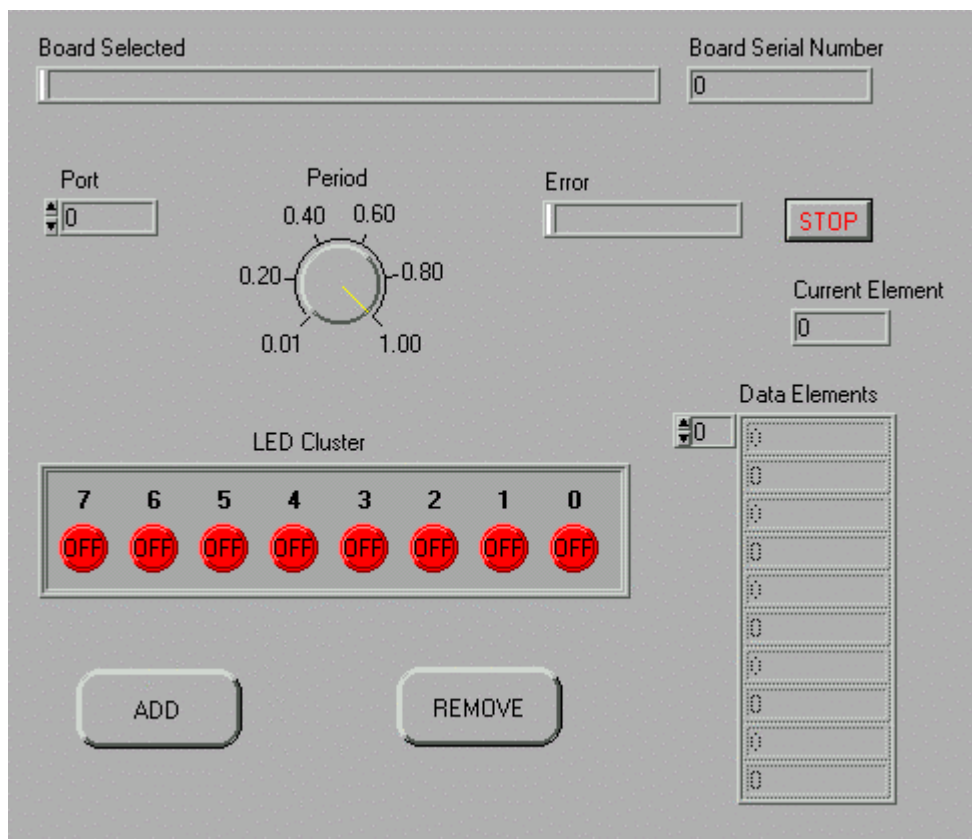 Board Selected
Board Serial Number
0
Port
0
Period
0.40 0.60
0.20 0.80
0.01 1.00
Error
STOP
Current Element
0
Data Elements
0
0
0
0
0
0
0
0
0
0
0
LED Cluster
7 6 5 4 3 2 1 0
OFF OFF OFF OFF OFF OFF OFF OFF
ADD
REMOVE